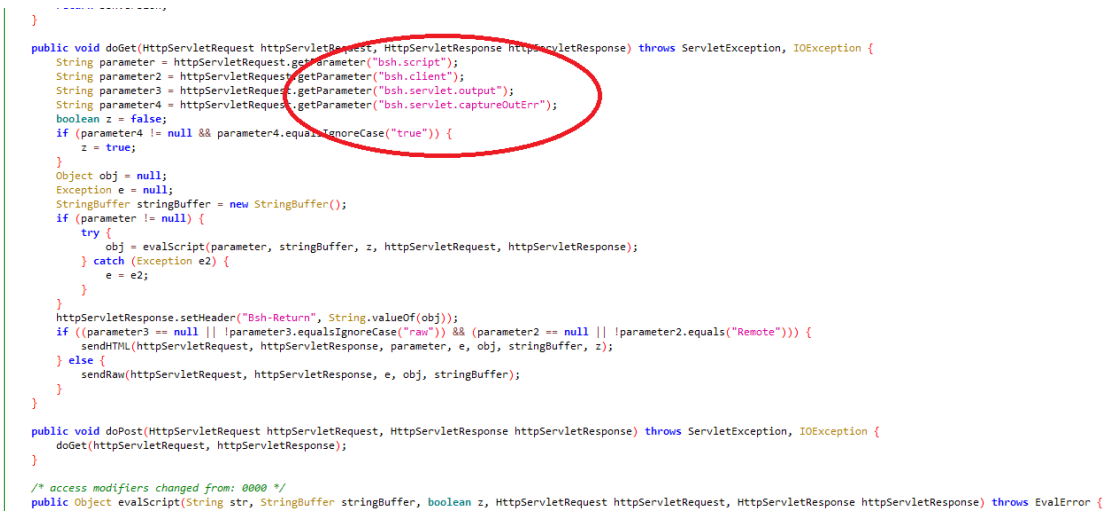 }
public void doGet(HttpServletRequest httpServletRequest, HttpServletResponse httpServletResponse) throws ServletException, IOException {
String parameter = httpServletRequest.getParameter("bsh.script");
String parameter2 = httpServletRequest.getParameter("bsh.client");
String parameter3 = httpServletRequest.getParameter("bsh.servlet.output");
String parameter4 = httpServletRequest.getParameter("bsh.servlet.captureOutErr");
boolean z = false;
if (parameter4 != null && parameter4.equalsIgnoreCase("true")) {
z = true;
}
Object obj = null;
Exception e = null;
StringBuffer stringBuffer = new StringBuffer();
if (parameter != null) {
try {
obj = evalScript(parameter, stringBuffer, z, httpServletRequest, httpServletResponse);
} catch (Exception e2) {
e = e2;
}
}
httpServletResponse.setHeader("Bsh-Return", String.valueOf(obj));
if ((parameter3 == null || !parameter3.equalsIgnoreCase("raw")) && (parameter2 == null || !parameter2.equals("Remote"))) {
sendHTML(httpServletRequest, httpServletResponse, parameter, e, obj, stringBuffer, z);
} else {
sendRaw(httpServletRequest, httpServletResponse, e, obj, stringBuffer);
}
}
public void doPost(HttpServletRequest httpServletRequest, HttpServletResponse httpServletResponse) throws ServletException, IOException {
doGet(httpServletRequest, httpServletResponse);
}
/* access modifiers changed from: 0000 */
public Object evalScript(String str, StringBuffer stringBuffer, boolean z, HttpServletRequest httpServletRequest, HttpServletResponse httpServletResponse) throws EvalError {